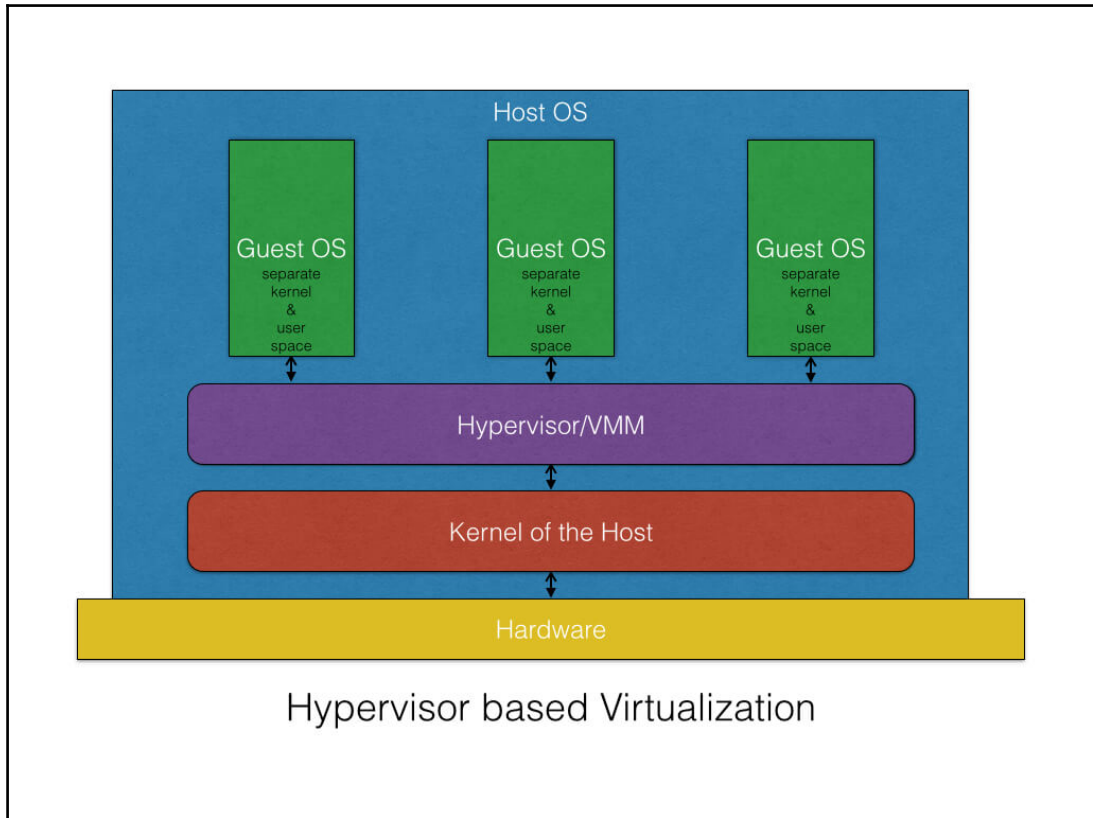 Host OS
Guest OS
separate
kernel
&
user
space
Guest OS
separate
kernel
&
user
space
Guest OS
separate
kernel
&
user
space
Hypervisor/VMM
Kernel of the Host
Hardware
Hypervisor based Virtualization